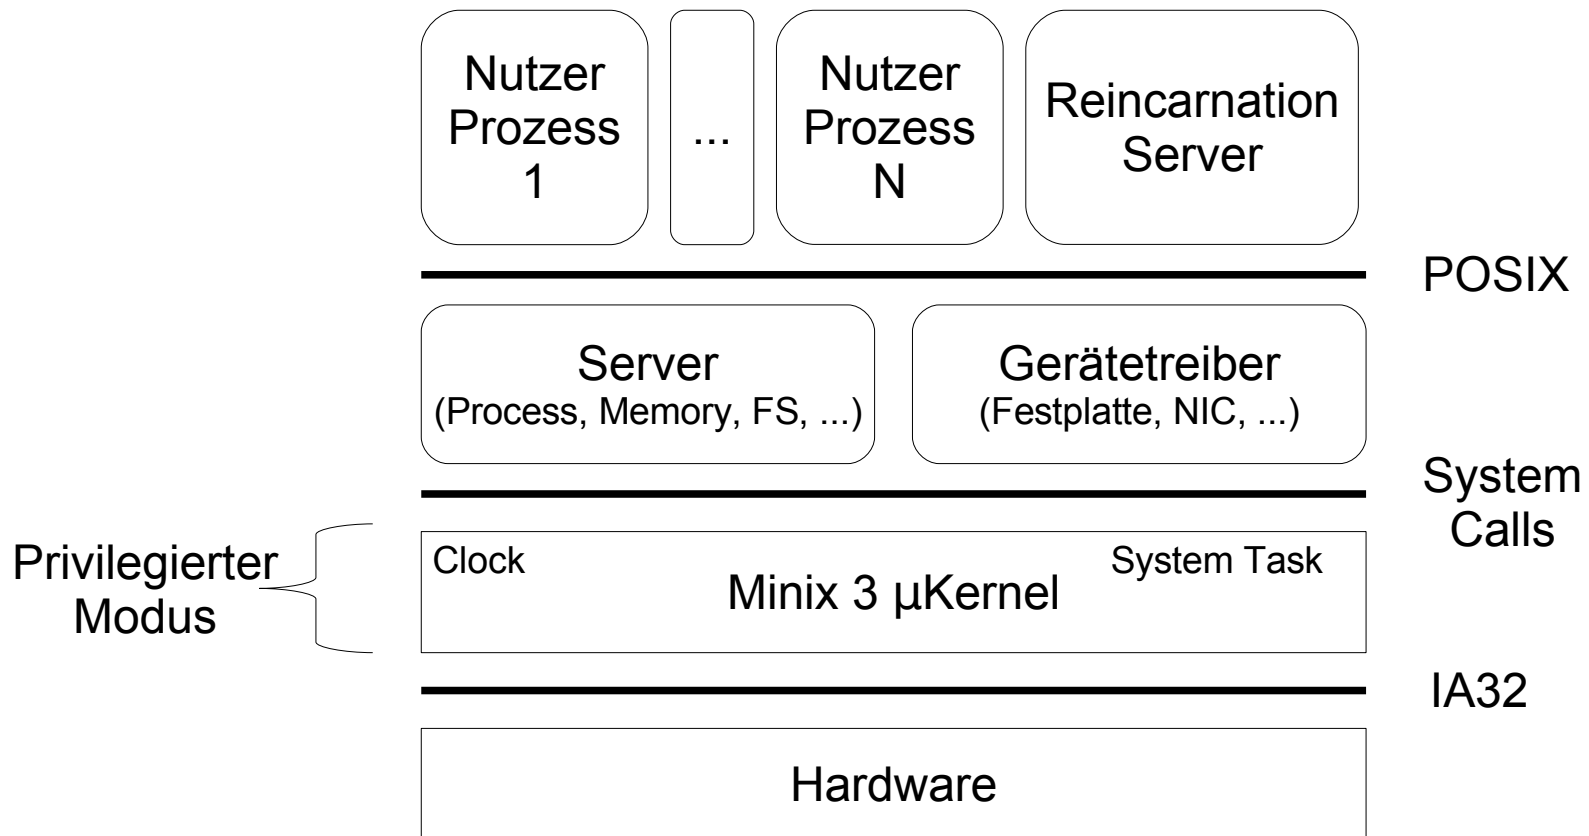 Nutzer
Prozess
1
...
Nutzer
Prozess
N
Reincarnation
Server
POSIX
Server
(Process, Memory, FS, ...)
Gerätetreiber
(Festplatte, NIC, ...)
System
Calls
Privilegierter
Modus
Clock
System Task
Minix 3 µKernel
IA32
Hardware